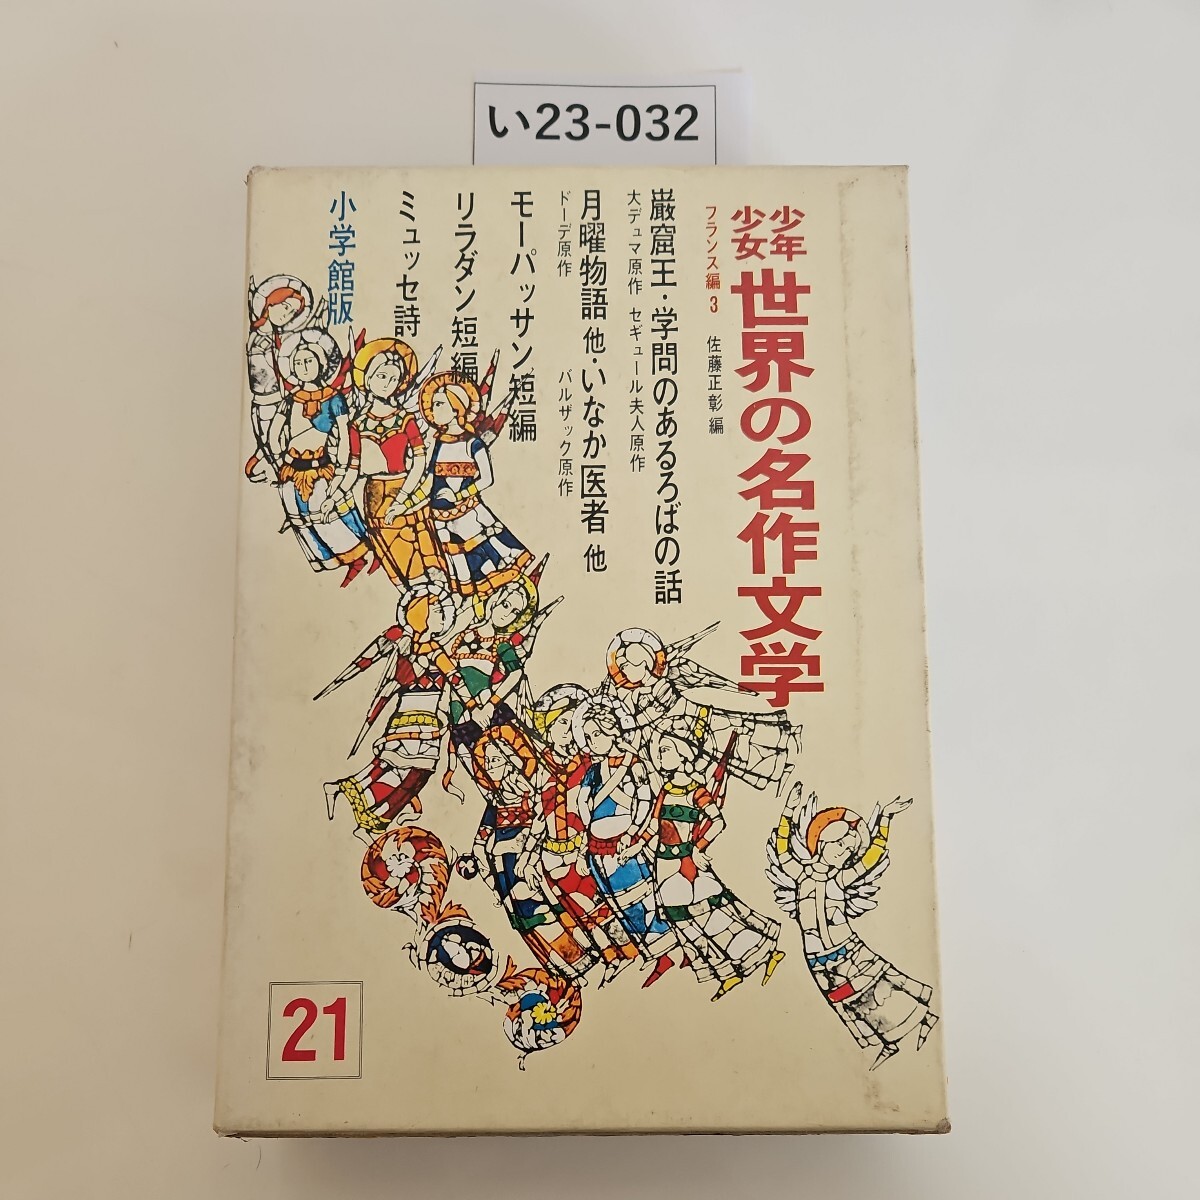 い23-032
少年少女世界の名作文学
フランス編3 佐藤正彰編
巌窟王・学問のあるろばの話
大デュマ原作 セギュール夫人原作
月曜物語 他・いなか医者 他
ドーデ原作 バルザック原作
モーパッサン短編
リラダン短編
ミュッセ詩
小学館版
21